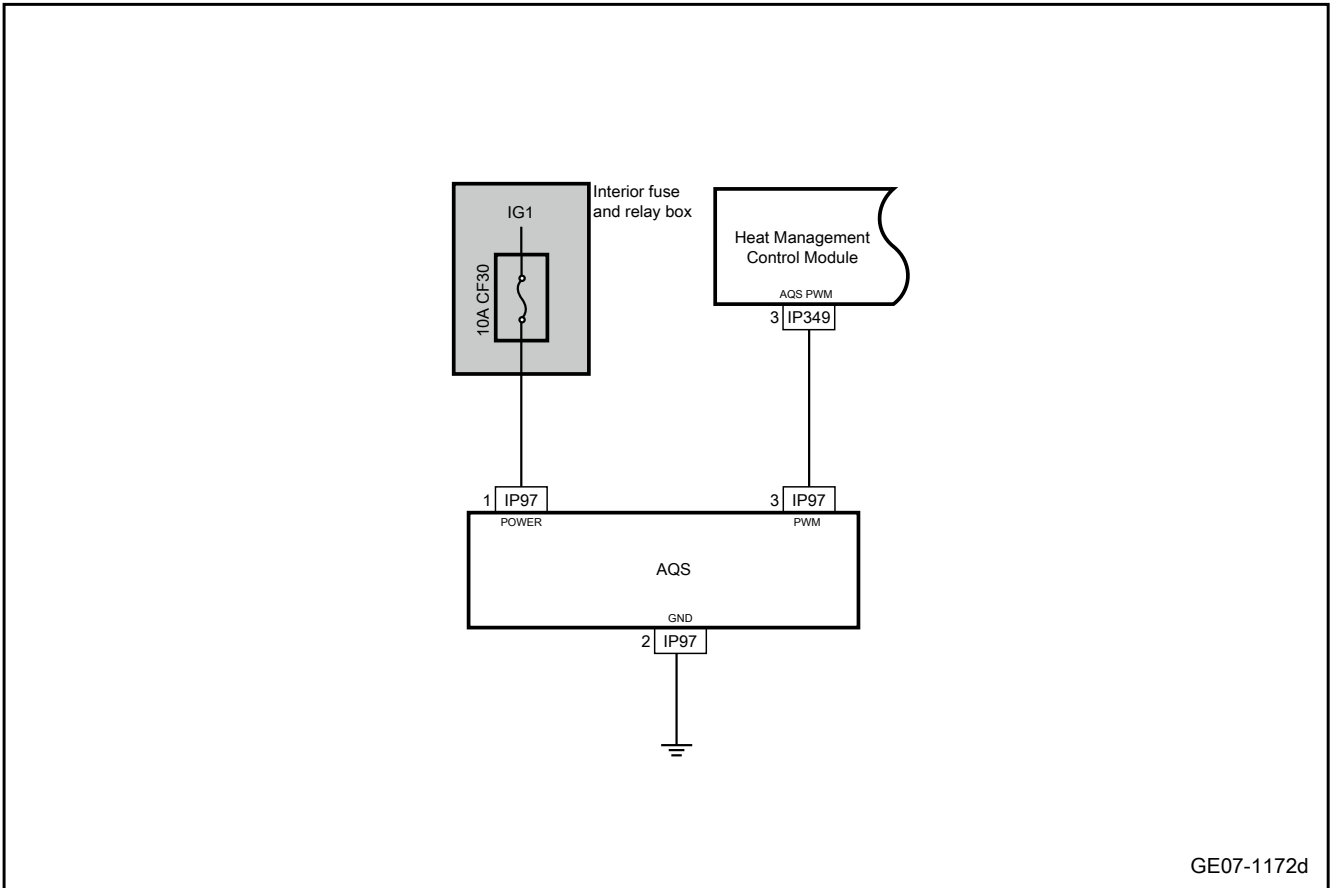 Interior fuse
and relay box
IG1
10A CF30
Heat Management
Control Module
AQS PWM
3 IP349
1 IP97
POWER
3 IP97
PWM
AQS
GND
2 IP97
GE07-1172d